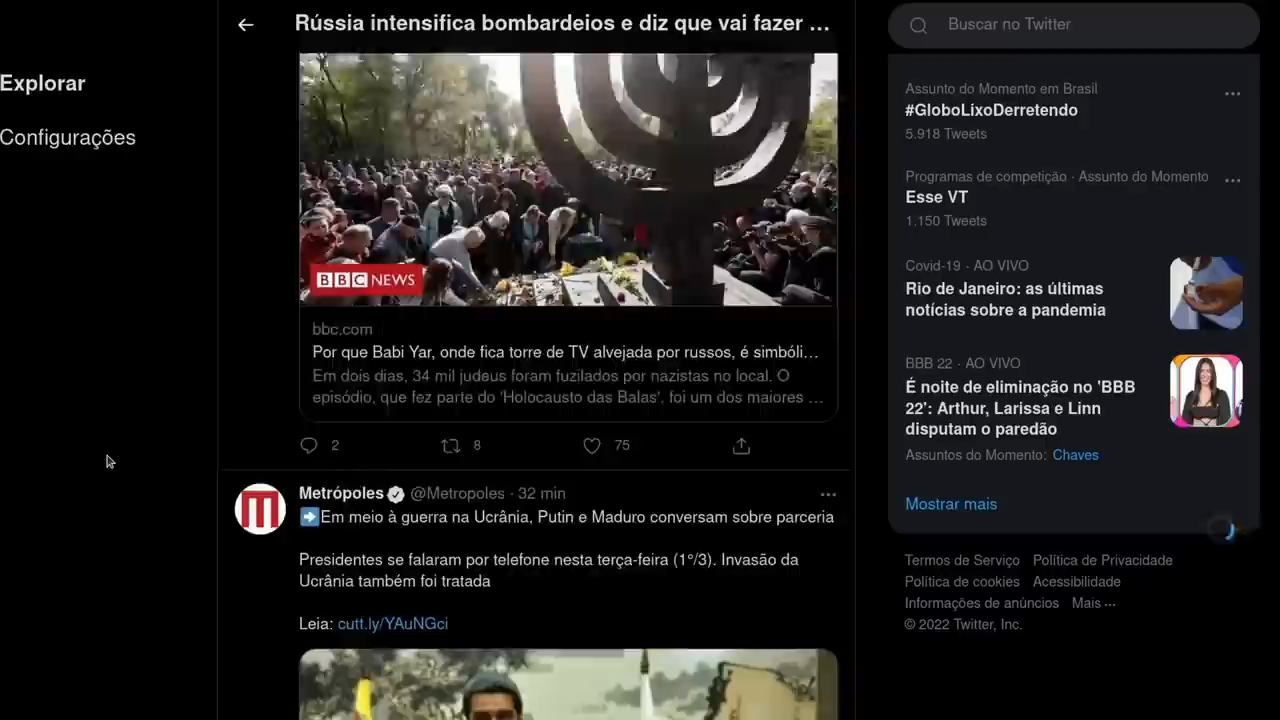 Rússia intensifica bombardeios e diz que vai fazer ...
Explorar
Configurações
BBC NEWS
bbc.com
Por que Babi Yar, onde fica torre de TV alvejada por russos, é simbóli...
Em dois dias, 34 mil judeus foram fuzilados por nazistas no local. O
episódio, que fez parte do 'Holocausto das Balas', foi um dos maiores ...
2 8 75
Metrópoles @Metropoles · 32 min
Em meio à guerra na Ucrânia, Putin e Maduro conversam sobre parceria
Presidentes se falaram por telefone nesta terça-feira (1º/3). Invasão da
Ucrânia também foi tratada
Leia: cutt.ly/YAuNGci
Buscar no Twitter
Assunto do Momento em Brasil
#GloboLixoDerretendo
5.918 Tweets
Programas de competição · Assunto do Momento
Esse VT
1.150 Tweets
Covid-19 · AO VIVO
Rio de Janeiro: as últimas
notícias sobre a pandemia
BBB 22 · AO VIVO
É noite de eliminação no 'BBB
22': Arthur, Larissa e Linn
disputam o paredão
Assuntos do Momento: Chaves
Mostrar mais
Termos de Serviço Política de Privacidade
Política de cookies Acessibilidade
Informações de anúncios Mais ...
© 2022 Twitter, Inc.